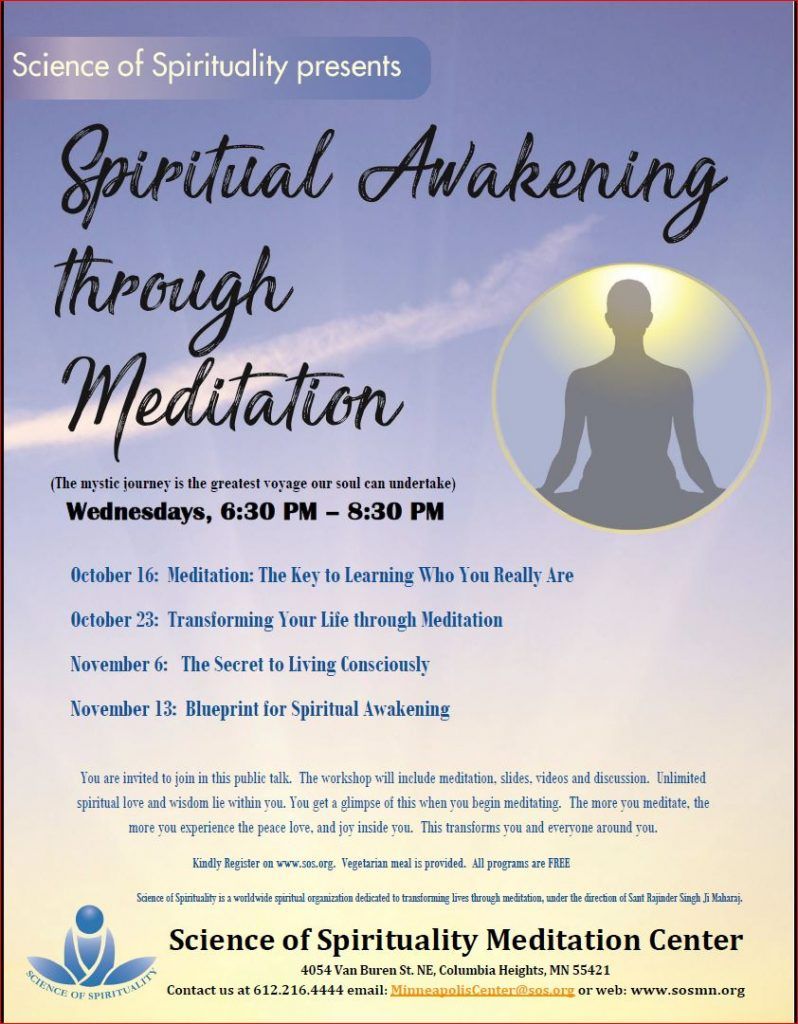 Science of Spirituality presents
Spiritual Awakening
through
Meditation
(The mystic journey is the greatest voyage our soul can undertake)
Wednesdays, 6:30 PM – 8:30 PM
October 16:  Meditation: The Key to Learning Who You Really Are
October 23:  Transforming Your Life through Meditation
November 6:   The Secret to Living Consciously
November 13:  Blueprint for Spiritual Awakening
You are invited to join in this public talk.  The workshop will include meditation, slides, videos and discussion.  Unlimited
spiritual love and wisdom lie within you. You get a glimpse of this when you begin meditating.  The more you meditate, the
more you experience the peace love, and joy inside you.  This transforms you and everyone around you.
Kindly Register on www.sos.org.  Vegetarian meal is provided.  All programs are FREE
Science of Spirituality is a worldwide spiritual organization dedicated to transforming lives through meditation, under the direction of Sant Rajinder Singh Ji Maharaj.
SCIENCE OF SPIRITUALITY
Science of Spirituality Meditation Center
4054 Van Buren St. NE, Columbia Heights, MN 55421
Contact us at 612.216.4444 email: MinneapolisCenter@sos.org or web: www.sosmn.org